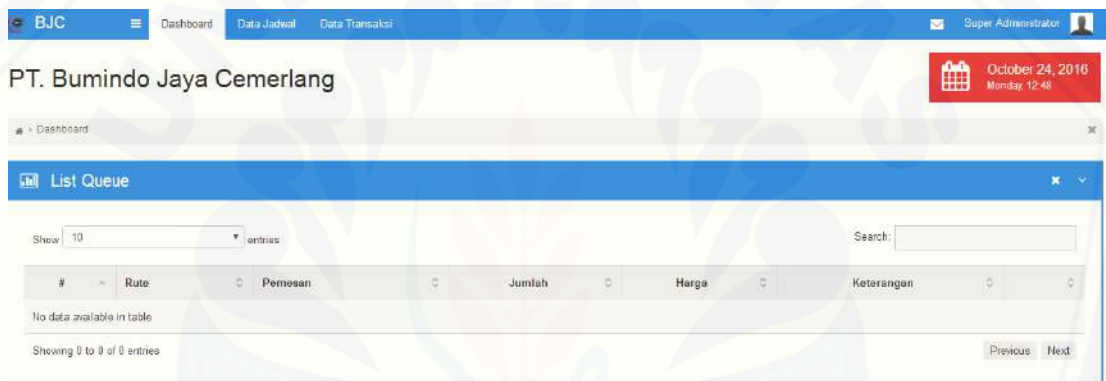 BJC Dashboard Data Jadwal Data Transaksi Super Administrator
PT. Bumindo Jaya Cemerlang
October 24, 2016
Monday, 12:48
> Dashboard
List Queue
Show 10 entries Search:
# Rute Pemesan Jumlah Harga Keterangan
No data available in table
Showing 0 to 0 of 0 entries Previous Next